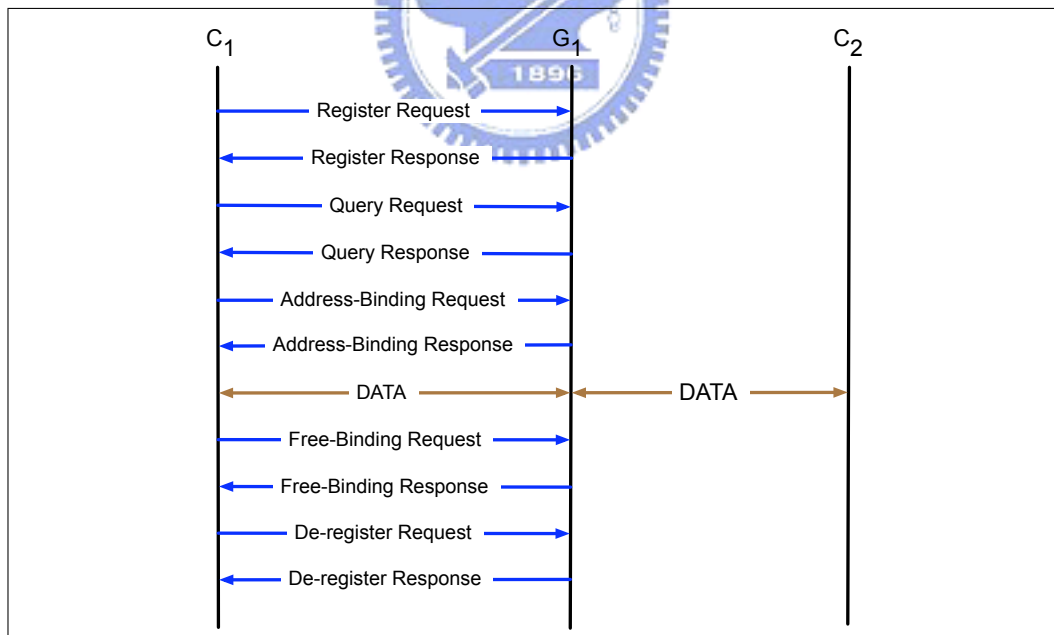 C1 G1 C2
1896
Register Request
Register Response
Query Request
Query Response
Address-Binding Request
Address-Binding Response
DATA DATA
Free-Binding Request
Free-Binding Response
De-register Request
De-register Response